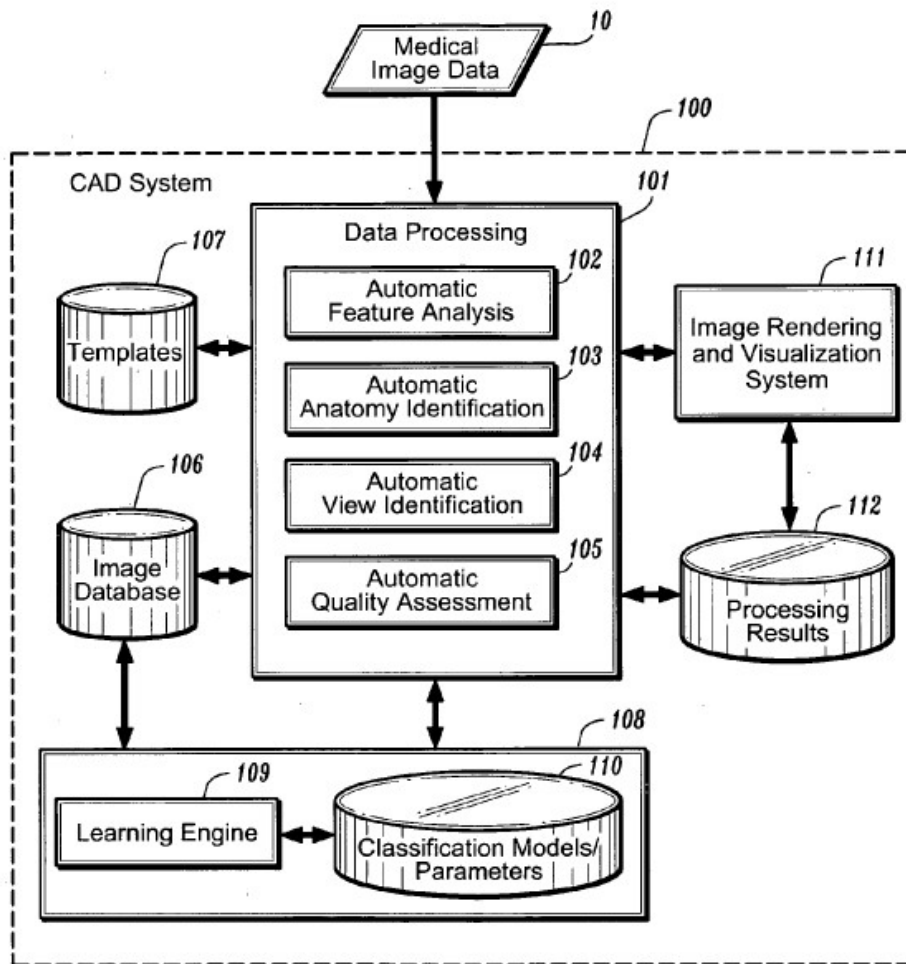 10
Medical
Image Data
100
CAD System
101
107
Data Processing
102
111
Automatic
Feature Analysis
Templates
Image Rendering
and Visualization
System
103
Automatic
Anatomy Identification
106
104
Automatic
View Identification
112
Image
Database
105
Automatic
Quality Assessment
Processing
Results
108
109
110
Learning Engine
Classification Models/
Parameters